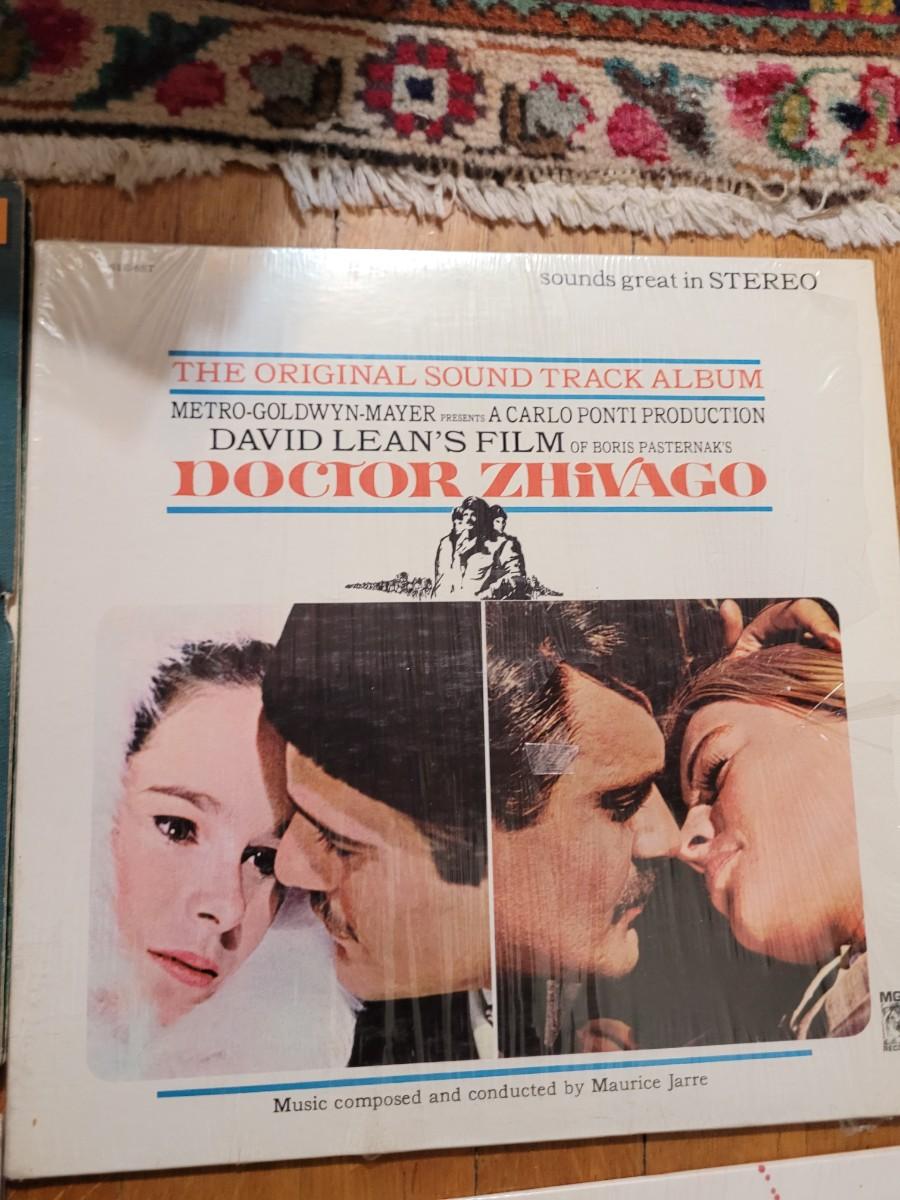 sounds great in STEREO
THE ORIGINAL SOUND TRACK ALBUM
METRO-GOLDWYN-MAYER PRESENTS A CARLO PONTI PRODUCTION
DAVID LEAN'S FILM OF BORIS PASTERNAK'S
DOCTOR ZHiVAGO
Music composed and conducted by Maurice Jarre